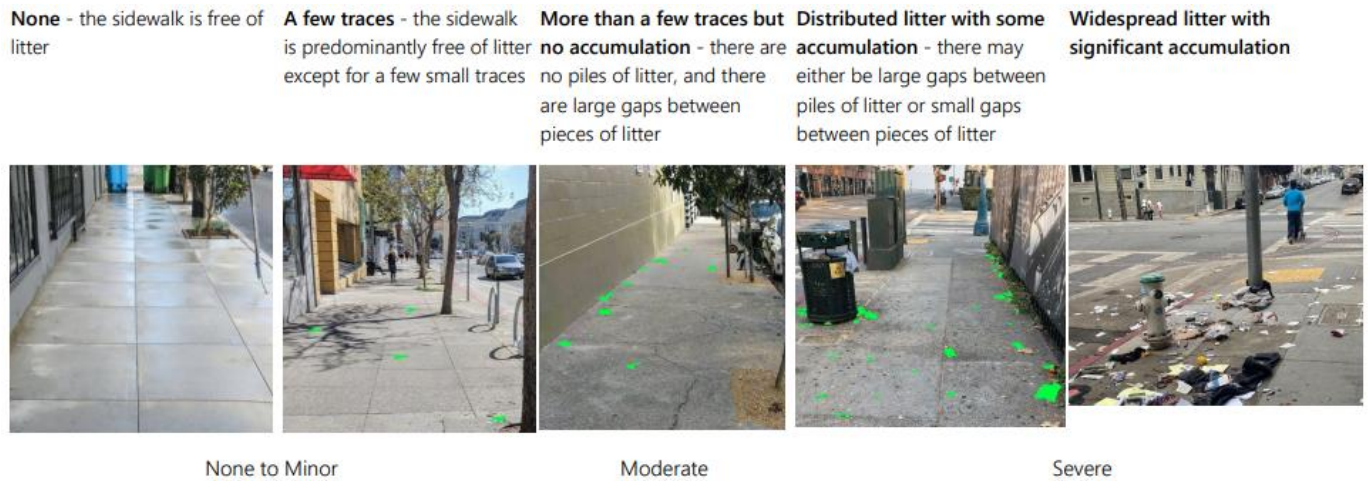 None - the sidewalk is free of
litter
A few traces - the sidewalk
is predominantly free of litter
except for a few small traces
More than a few traces but
no accumulation - there are
no piles of litter, and there
are large gaps between
pieces of litter
Distributed litter with some
accumulation - there may
either be large gaps between
piles of litter or small gaps
between pieces of litter
Widespread litter with
significant accumulation
None to Minor
Moderate
Severe